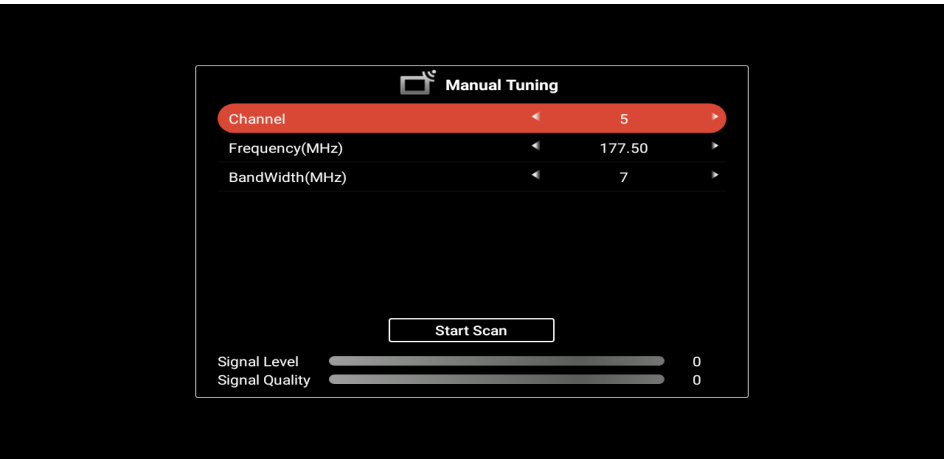 Manual Tuning
Channel 5
Frequency(MHz) 177.50
BandWidth(MHz) 7
Start Scan
Signal Level 0
Signal Quality 0